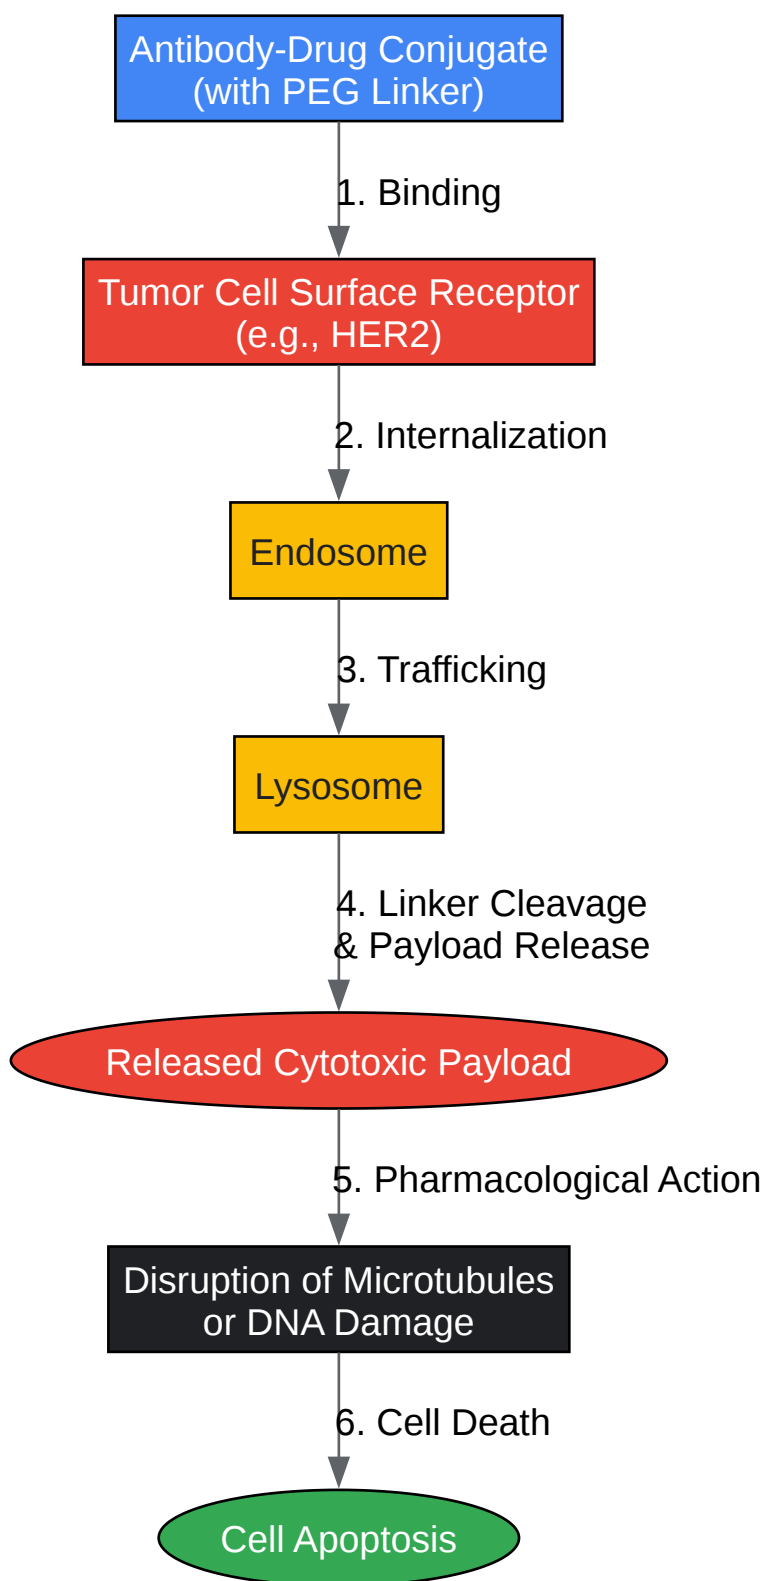 Antibody-Drug Conjugate
(with PEG Linker)
1. Binding
Tumor Cell Surface Receptor
(e.g., HER2)
2. Internalization
Endosome
3. Trafficking
Lysosome
4. Linker Cleavage
& Payload Release
Released Cytotoxic Payload
5. Pharmacological Action
Disruption of Microtubules
or DNA Damage
6. Cell Death
Cell Apoptosis